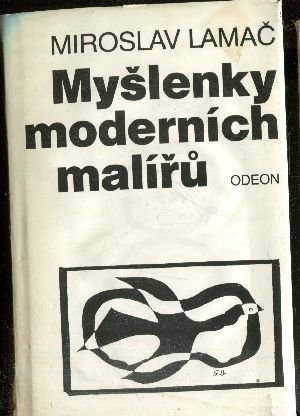 MIROSLAV LAMAČ
Myšlenky
moderních
malířů
ODEON
G.B.